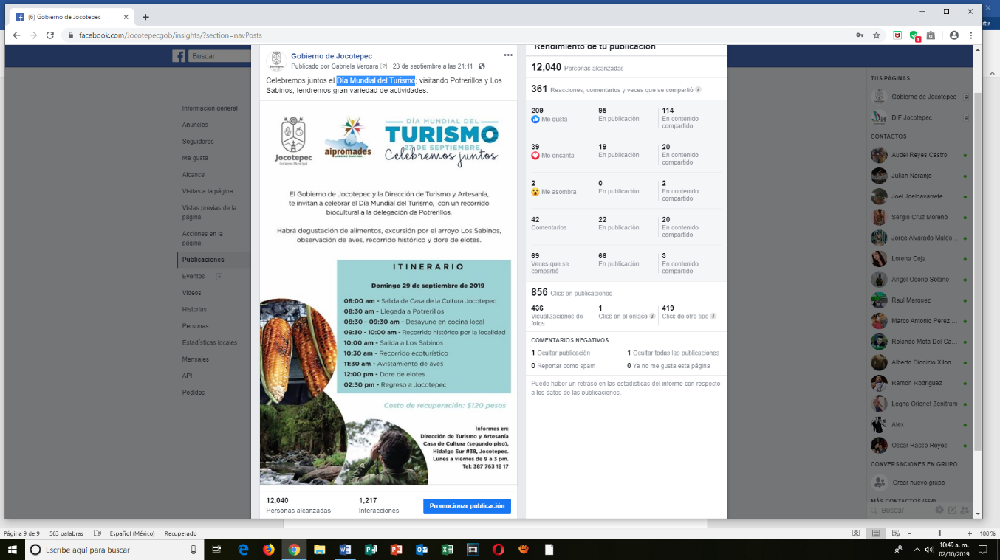 (6) Gobierno de Jocotepec
facebook.com/Jocotepecgob/insights/?section=navPosts
1
Buscar
Información general
Anuncios
Seguidores
Me gusta
Alcance
Visitas a la página
Vistas previas de la
página
Acciones en la
página
Publicaciones
Eventos
Videos
Historias
Personas
Estadísticas locales
Mensajes
API
Pedidos
Gobierno de Jocotepec
Publicado por Gabriela Vergara [?] · 23 de septiembre a las 21:11 ·
Celebremos juntos el Día Mundial del Turismo, visitando Potrerillos y Los
Sabinos, tendremos gran variedad de actividades.
Jocotepec
Gobierno Municipal
aipromades
LAGO DE CHAPALA
DÍA MUNDIAL DEL
TURISMO
27 DE SEPTIEMBRE
Celebremos juntos
El Gobierno de Jocotepec y la Dirección de Turismo y Artesanía,
te invitan a celebrar el Día Mundial del Turismo, con un recorrido
biocultural a la delegación de Potrerillos.
Habrá degustación de alimentos, excursión por el arroyo Los Sabinos,
observación de aves, recorrido histórico y dore de elotes.
ITINERARIO
Domingo 29 de septiembre de 2019
08:00 am - Salida de Casa de la Cultura Jocotepec
08:30 am - Llegada a Potrerillos
08:30 - 09:30 am - Desayuno en cocina local
09:30 - 10:00 am - Recorrido histórico por la localidad
10:00 am - Salida a Los Sabinos
10:30 am - Recorrido ecoturístico
11:30 am - Avistamiento de aves
12:00 pm - Dore de elotes
02:30 pm - Regreso a Jocotepec
Costo de recuperación: $120 pesos
Informes en:
Dirección de Turismo y Artesanía
Casa de Cultura (segundo piso),
Hidalgo Sur #38, Jocotepec.
Lunes a viernes de 9 a 3 pm.
Tel: 387 763 18 17
12,040
Personas alcanzadas
1,217
Interacciones
Promocionar publicación
Rendimiento de tu publicación
12,040 Personas alcanzadas
361 Reacciones, comentarios y veces que se compartió
209
Me gusta
95
En publicación
114
En contenido
compartido
39
Me encanta
19
En publicación
20
En contenido
compartido
2
Me asombra
0
En publicación
2
En contenido
compartido
42
Comentarios
22
En publicación
20
En contenido
compartido
69
Veces que se
compartió
66
En publicación
3
En contenido
compartido
856 Clics en publicaciones
436
Visualizaciones de
fotos
1
Clics en el enlace
419
Clics de otro tipo
COMENTARIOS NEGATIVOS
1 Ocultar publicación
1 Ocultar todas las publicaciones
0 Reportar como spam
0 Ya no me gusta esta página
Puede haber un retraso en las estadísticas del informe con respecto
a los datos de las publicaciones.
TUS PÁGINAS
Gobierno de Jocotepec
DIF Jocotepec
CONTACTOS
Audel Reyes Castro
Julian Naranjo
Joel Joelnavarrete
Sergio Cruz Moreno
Jorge Alvarado Maldo...
Lorena Ceja
Angel Osorio Solano
Raul Marquez
Marco Antonio Perez ...
Rolando Mota Del Ca...
Alberto Dionicio Xilon...
Ramon Rodriguez
Legna Orionet Zenitram
Alex
Oscar Racso Reyes
CONVERSACIONES EN GRUPO
Crear nuevo grupo
MÁS CONTACTOS (554)
Buscar
Página 9 de 9
563 palabras
Español (México)
Recuperado
100 %
Escribe aquí para buscar
10:49 a. m.
02/10/2019